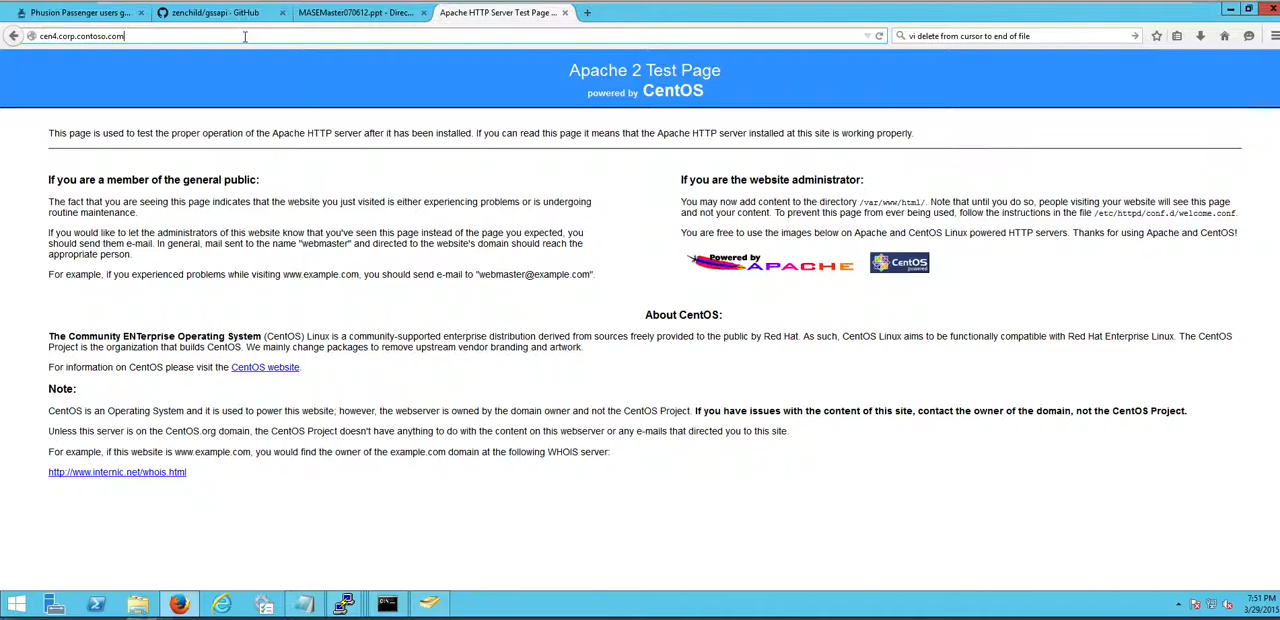 Phusion Passenger users g...
zenchild/gssapi · GitHub
MASEMaster070612.ppt - Direc...
Apache HTTP Server Test Page ...
cen4.corp.contoso.com
vi delete from cursor to end of file
Apache 2 Test Page
powered by CentOS
This page is used to test the proper operation of the Apache HTTP server after it has been installed. If you can read this page it means that the Apache HTTP server installed at this site is working properly.
If you are a member of the general public:
The fact that you are seeing this page indicates that the website you just visited is either experiencing problems or is undergoing
routine maintenance.
If you would like to let the administrators of this website know that you've seen this page instead of the page you expected, you
should send them e-mail. In general, mail sent to the name "webmaster" and directed to the website's domain should reach the
appropriate person.
For example, if you experienced problems while visiting www.example.com, you should send e-mail to "webmaster@example.com".
If you are the website administrator:
You may now add content to the directory /var/www/html/. Note that until you do so, people visiting your website will see this page
and not your content. To prevent this page from ever being used, follow the instructions in the file /etc/httpd/conf.d/welcome.conf.
You are free to use the images below on Apache and CentOS Linux powered HTTP servers. Thanks for using Apache and CentOS!
Powered by
APACHE
CentOS
powered
About CentOS:
The Community ENTerprise Operating System (CentOS) Linux is a community-supported enterprise distribution derived from sources freely provided to the public by Red Hat. As such, CentOS Linux aims to be functionally compatible with Red Hat Enterprise Linux. The CentOS
Project is the organization that builds CentOS. We mainly change packages to remove upstream vendor branding and artwork.
For information on CentOS please visit the CentOS website.
Note:
CentOS is an Operating System and it is used to power this website; however, the webserver is owned by the domain owner and not the CentOS Project. If you have issues with the content of this site, contact the owner of the domain, not the CentOS Project.
Unless this server is on the CentOS.org domain, the CentOS Project doesn't have anything to do with the content on this webserver or any e-mails that directed you to this site.
For example, if this website is www.example.com, you would find the owner of the example.com domain at the following WHOIS server:
http://www.internic.net/whois.html
7:51 PM
3/29/2015